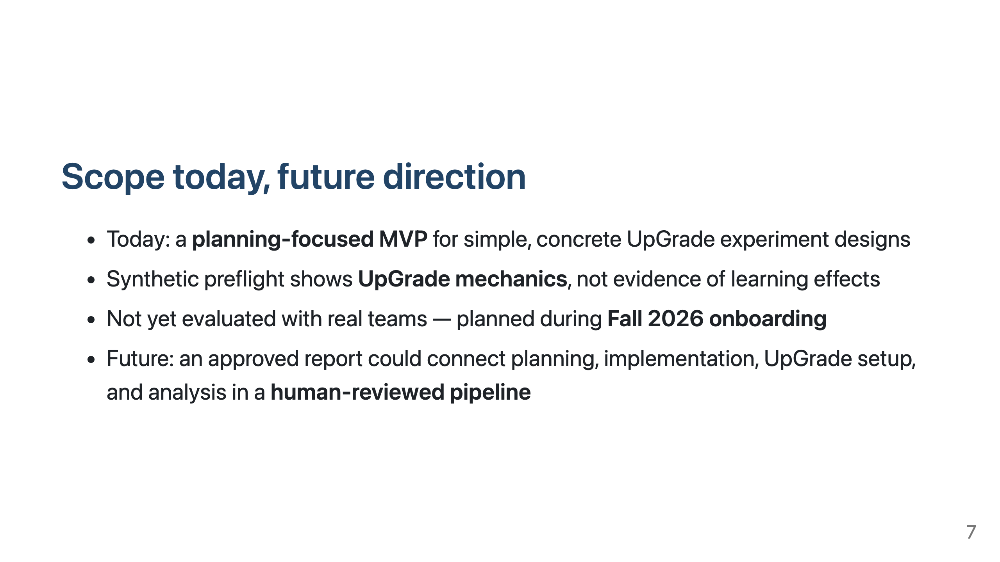 Scope today, future direction
• Today: a planning-focused MVP for simple, concrete UpGrade experiment designs
• Synthetic preflight shows UpGrade mechanics, not evidence of learning effects
• Not yet evaluated with real teams — planned during Fall 2026 onboarding
• Future: an approved report could connect planning, implementation, UpGrade setup,
and analysis in a human-reviewed pipeline
7